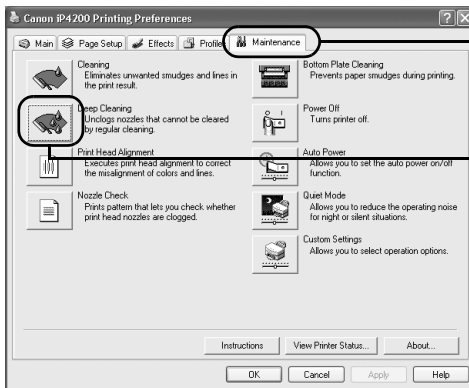 Canon iP4200 Printing Preferences
Main
Page Setup
Effects
Profiles
Maintenance
Cleaning
Eliminates unwanted smudges and lines in
the print result.
Deep Cleaning
Unclogs nozzles that cannot be cleared
by regular cleaning.
Print Head Alignment
Executes print head alignment to correct
the misalignment of colors and lines.
Nozzle Check
Prints pattern that lets you check whether
print head nozzles are clogged.
Bottom Plate Cleaning
Prevents paper smudges during printing.
Power Off
Turns printer off.
Auto Power
Allows you to set the auto power on/off
function.
Quiet Mode
Allows you to reduce the operating noise
for night or silent situations.
Custom Settings
Allows you to select operation options.
Instructions
View Printer Status...
About...
OK
Cancel
Apply
Help